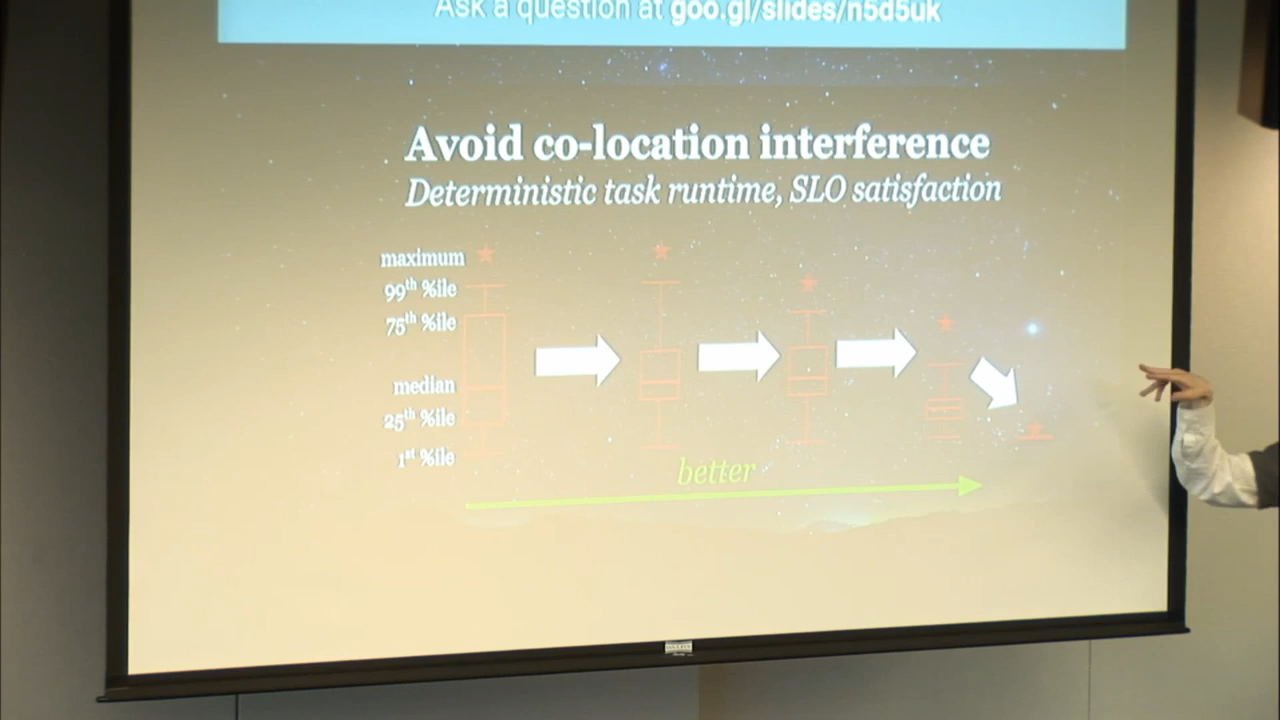 Ask a question at goo.gl/slides/n5d5uk
Avoid co-location interference
Deterministic task runtime, SLO satisfaction
maximum
99th %ile
75th %ile
median
25th %ile
1st %ile
better